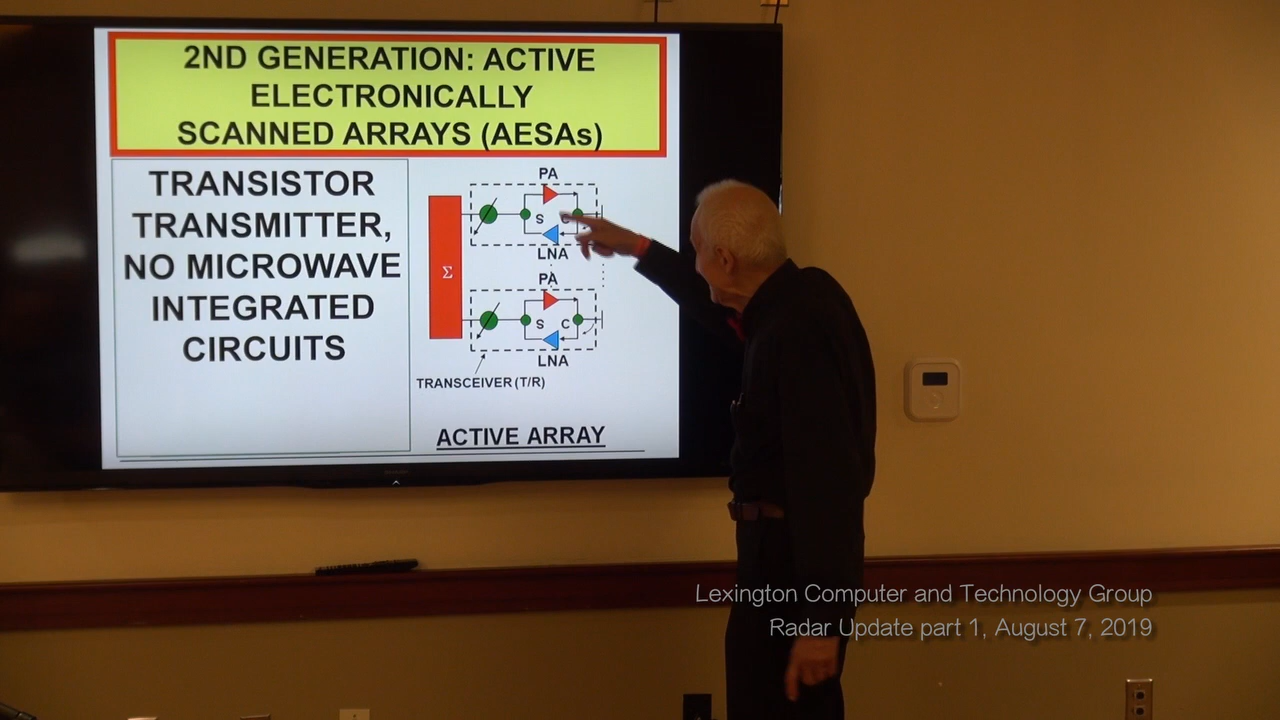 2ND GENERATION: ACTIVE
ELECTRONICALLY
SCANNED ARRAYS (AESAs)
TRANSISTOR
TRANSMITTER,
NO MICROWAVE
INTEGRATED
CIRCUITS
PA
S C
LNA
Σ
PA
S C
LNA
TRANSCEIVER (T/R)
ACTIVE ARRAY
Lexington Computer and Technology Group
Radar Update part 1, August 7, 2019